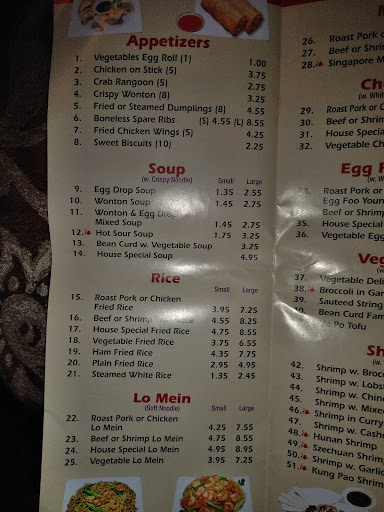 Appetizers
1. Vegetables Egg Roll (1) 1.00
2. Chicken on Stick (5) 3.75
3. Crab Rangoon (5) 2.75
4. Crispy Wonton (8) 3.25
5. Fried or Steamed Dumplings (8) 4.55
6. Boneless Spare Ribs (S) 4.55 (L) 8.55
7. Fried Chicken Wings (5) 4.25
8. Sweet Biscuits (10) 2.25
Soup
(w. Crispy Noodle) Small Large
9. Egg Drop Soup 1.35 2.55
10. Wonton Soup 1.45 2.75
11. Wonton & Egg Drop
Mixed Soup 1.45 2.75
12. Hot Sour Soup 1.75 3.25
13. Bean Curd w. Vegetable Soup 3.25
14. House Special Soup 4.95
Rice
Small Large
15. Roast Pork or Chicken
Fried Rice 3.95 7.25
16. Beef or Shrimp Fried Rice 4.55 8.25
17. House Special Fried Rice 4.75 8.55
18. Vegetable Fried Rice 3.75 6.55
19. Ham Fried Rice 4.35 7.75
20. Plain Fried Rice 2.95 4.95
21. Steamed White Rice 1.35 2.45
Lo Mein
(Soft Noodle) Small Large
22. Roast Pork or Chicken
Lo Mein 4.25 7.55
23. Beef or Shrimp Lo Mein 4.75 8.55
24. House Special Lo Mein 4.95 8.95
25. Vegetable Lo Mein 3.95 7.25
26. Roast Pork or
27. Beef or Shrim
28. Singapore M
(w. Whit
29. Roast Pork or C
30. Beef or Shrimp
31. House Special
32. Vegetable Ch
Egg F
Roast Pork or
Egg Foo Youn
Beef or Shrimp
35. House Special
36. Vegetable Egg
Veg
37. Vegetable Deli
38. Broccoli in Gar
39. Sauteed String
Bean Curd Fam
Po Tofu
Sh
(w.
42. Shrimp w. Broc
43. Shrimp w. Lobs
44. Shrimp w. Chine
45. Shrimp w. Mixe
46. Shrimp in Curry
47. Shrimp w. Cashe
48. Hunan Shrimp
49. Szechuan Shrimp
50. Shrimp w. Garlic
51. Kung Pao Shrimp